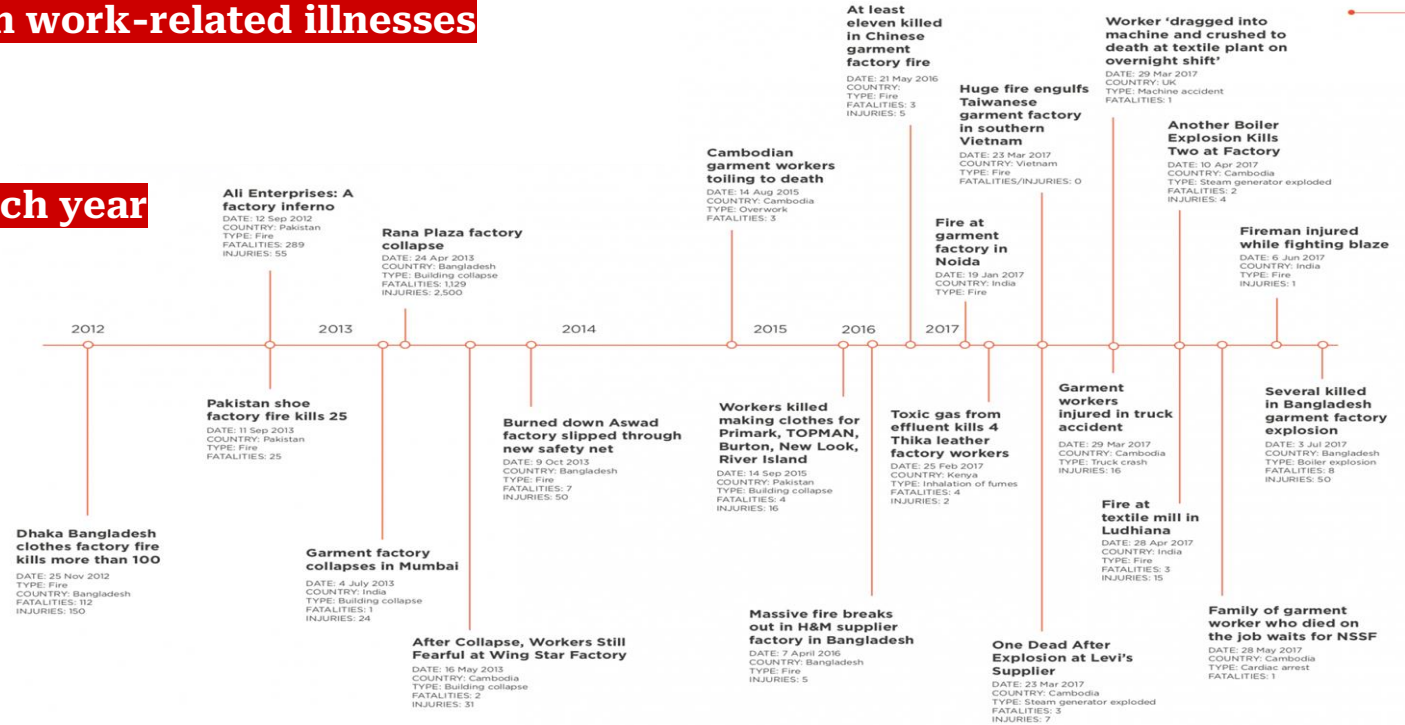 n work-related illnesses
ch year
At least
eleven killed
in Chinese
garment
factory fire
DATE: 21 May 2016
COUNTRY:
TYPE: Fire
FATALITIES: 3
INJURIES: 5
Worker ‘dragged into
machine and crushed to
death at textile plant on
overnight shift’
DATE: 29 Mar 2017
COUNTRY: UK
TYPE: Machine accident
FATALITIES: 1
Huge fire engulfs
Taiwanese
garment factory
in southern
Vietnam
DATE: 23 Mar 2017
COUNTRY: Vietnam
TYPE: Fire
FATALITIES/INJURIES: 0
Another Boiler
Explosion Kills
Two at Factory
DATE: 10 Apr 2017
COUNTRY: Cambodia
TYPE: Steam generator exploded
FATALITIES: 2
INJURIES: 4
Cambodian
garment workers
toiling to death
DATE: 14 Aug 2015
COUNTRY: Cambodia
TYPE: Overwork
FATALITIES: 3
Ali Enterprises: A
factory inferno
DATE: 12 Sep 2012
COUNTRY: Pakistan
TYPE: Fire
FATALITIES: 289
INJURIES: 55
Rana Plaza factory
collapse
DATE: 24 Apr 2013
COUNTRY: Bangladesh
TYPE: Building collapse
FATALITIES: 1,129
INJURIES: 2,500
Fire at
garment
factory in
Noida
DATE: 19 Jan 2017
COUNTRY: India
TYPE: Fire
Fireman injured
while fighting blaze
DATE: 6 Jun 2017
COUNTRY: India
TYPE: Fire
INJURIES: 1
2012
2013
2014
2015
2016
2017
Pakistan shoe
factory fire kills 25
DATE: 11 Sep 2013
COUNTRY: Pakistan
TYPE: Fire
FATALITIES: 25
Burned down Aswad
factory slipped through
new safety net
DATE: 9 Oct 2013
COUNTRY: Bangladesh
TYPE: Fire
FATALITIES: 7
INJURIES: 50
Workers killed
making clothes for
Primark, TOPMAN,
Burton, New Look,
River Island
DATE: 14 Sep 2015
COUNTRY: Pakistan
TYPE: Building collapse
FATALITIES: 4
INJURIES: 16
Toxic gas from
effluent kills 4
Thika leather
factory workers
DATE: 25 Feb 2017
COUNTRY: Kenya
TYPE: Inhalation of fumes
FATALITIES: 4
INJURIES: 2
Garment
workers
injured in truck
accident
DATE: 29 Mar 2017
COUNTRY: Cambodia
TYPE: Truck crash
INJURIES: 16
Several killed
in Bangladesh
garment factory
explosion
DATE: 3 Jul 2017
COUNTRY: Bangladesh
TYPE: Boiler explosion
FATALITIES: 8
INJURIES: 50
Dhaka Bangladesh
clothes factory fire
kills more than 100
DATE: 25 Nov 2012
TYPE: Fire
COUNTRY: Bangladesh
FATALITIES: 112
INJURIES: 150
Garment factory
collapses in Mumbai
DATE: 4 July 2013
COUNTRY: India
TYPE: Building collapse
FATALITIES: 1
INJURIES: 24
Fire at
textile mill in
Ludhiana
DATE: 28 Apr 2017
COUNTRY: India
TYPE: Fire
FATALITIES: 3
INJURIES: 15
After Collapse, Workers Still
Fearful at Wing Star Factory
DATE: 16 May 2013
COUNTRY: Cambodia
TYPE: Building collapse
FATALITIES: 2
INJURIES: 31
Massive fire breaks
out in H&M supplier
factory in Bangladesh
DATE: 7 April 2016
COUNTRY: Bangladesh
TYPE: Fire
INJURIES: 5
One Dead After
Explosion at Levi’s
Supplier
DATE: 23 Mar 2017
COUNTRY: Cambodia
TYPE: Steam generator exploded
FATALITIES: 3
INJURIES: 7
Family of garment
worker who died on
the job waits for NSSF
DATE: 28 May 2017
COUNTRY: Cambodia
TYPE: Cardiac arrest
FATALITIES: 1